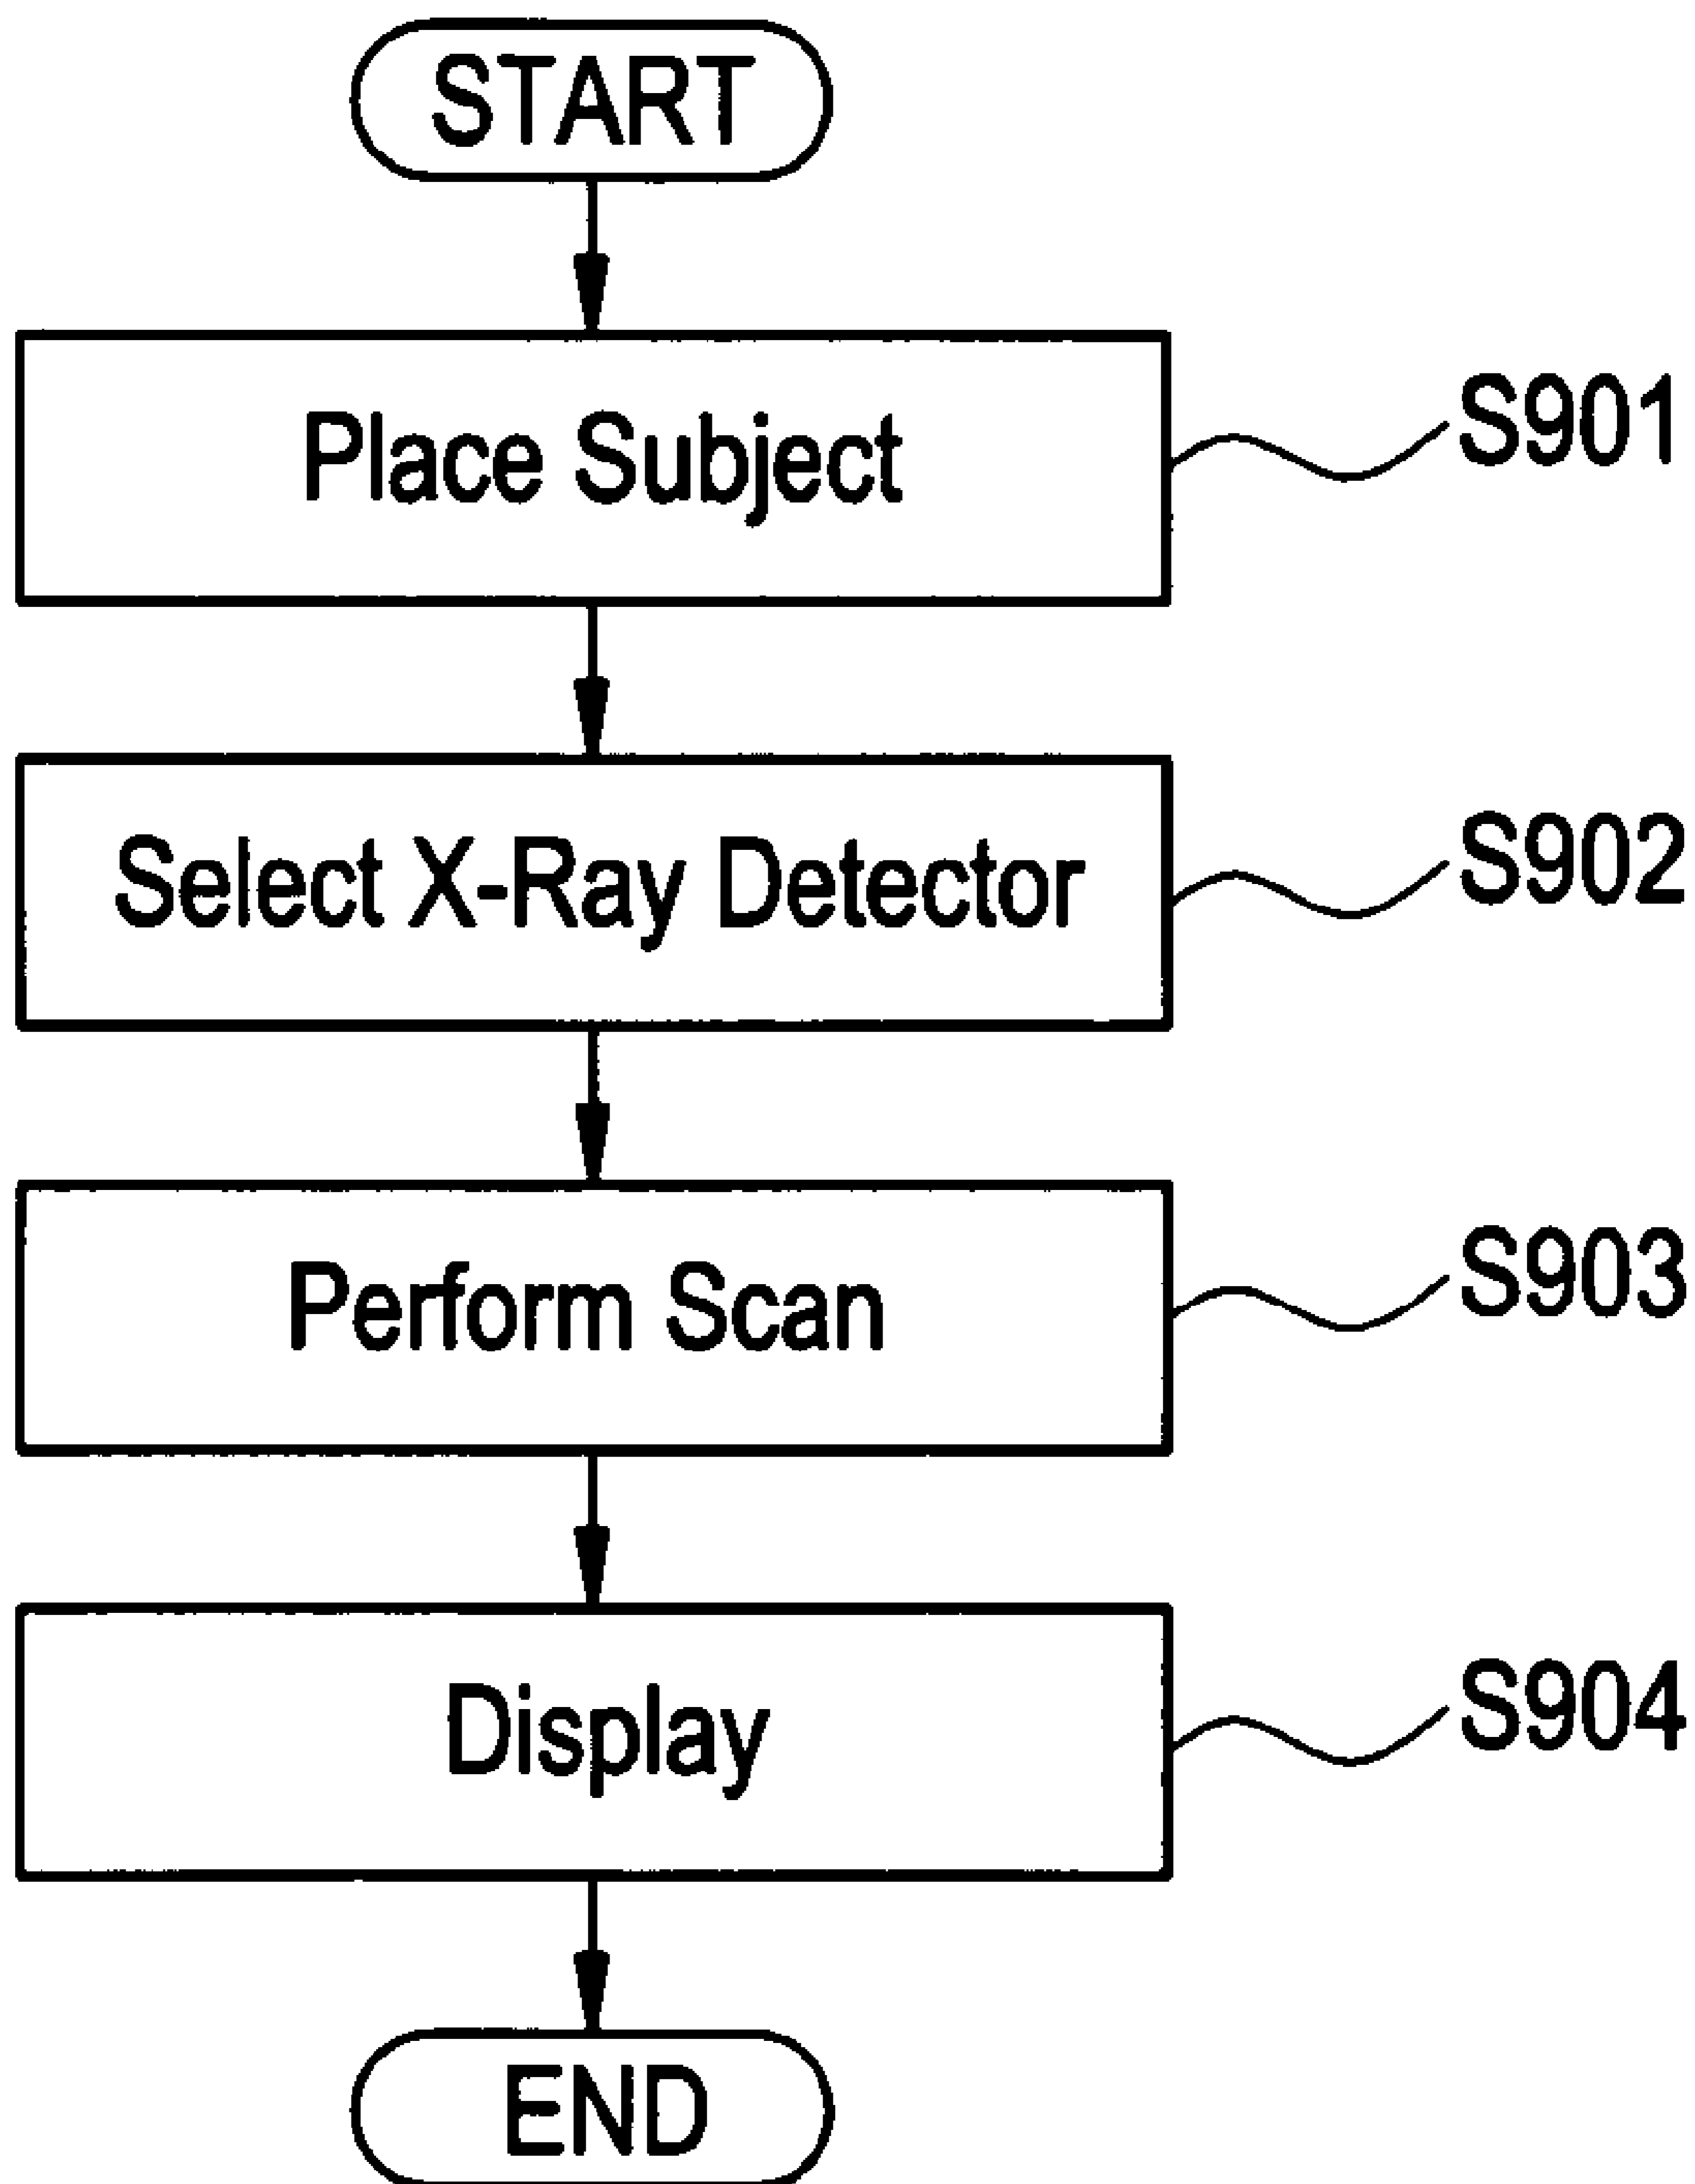 START
Place Subject
S901
Select X-Ray Detector
S902
Perform Scan
S903
Display
S904
END